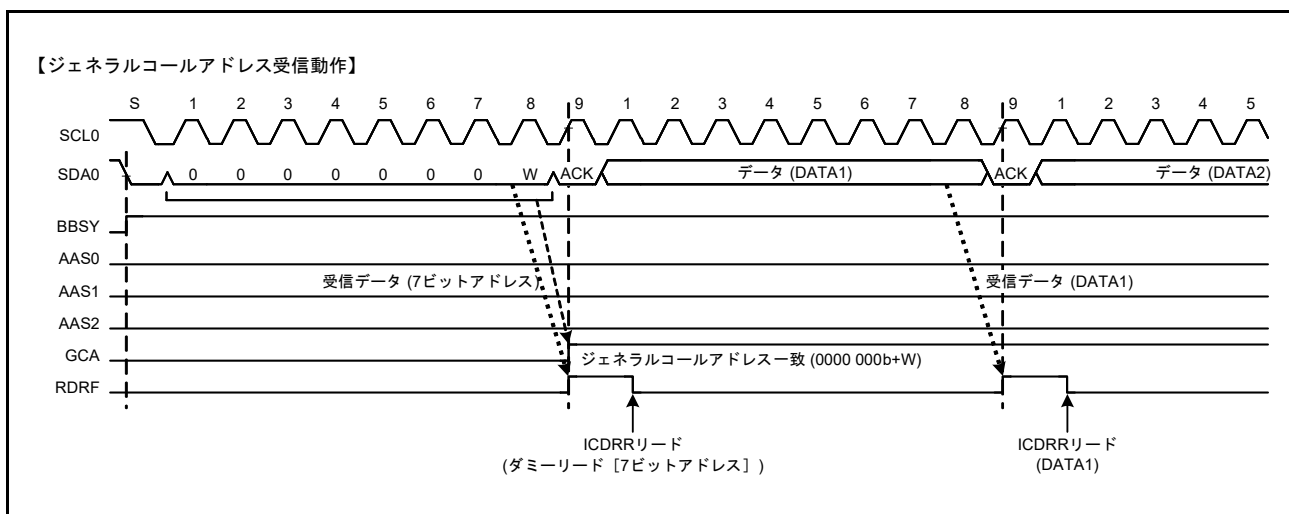 【ジェネラルコールアドレス受信動作】
S 1 2 3 4 5 6 7 8 9 1 2 3 4 5 6 7 8 9 1 2 3 4 5
SCL0
SDA0 0 0 0 0 0 0 0 W ACK データ (DATA1) ACK データ (DATA2)
BBSY
AAS0
受信データ (7ビットアドレス) 受信データ (DATA1)
AAS1
AAS2
GCA ジェネラルコールアドレス一致 (0000 000b+W)
RDRF
ICDRRリード ICDRRリード
(ダミーリード [7ビットアドレス] ) (DATA1)